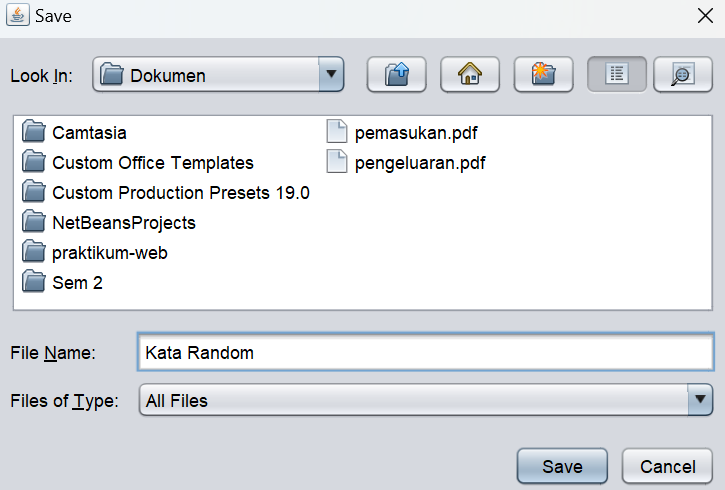 Save
Look In: Dokumen
Camtasia
Custom Office Templates
Custom Production Presets 19.0
NetBeansProjects
praktikum-web
Sem 2
pemasukan.pdf
pengeluaran.pdf
File Name: Kata Random
Files of Type: All Files
Save Cancel